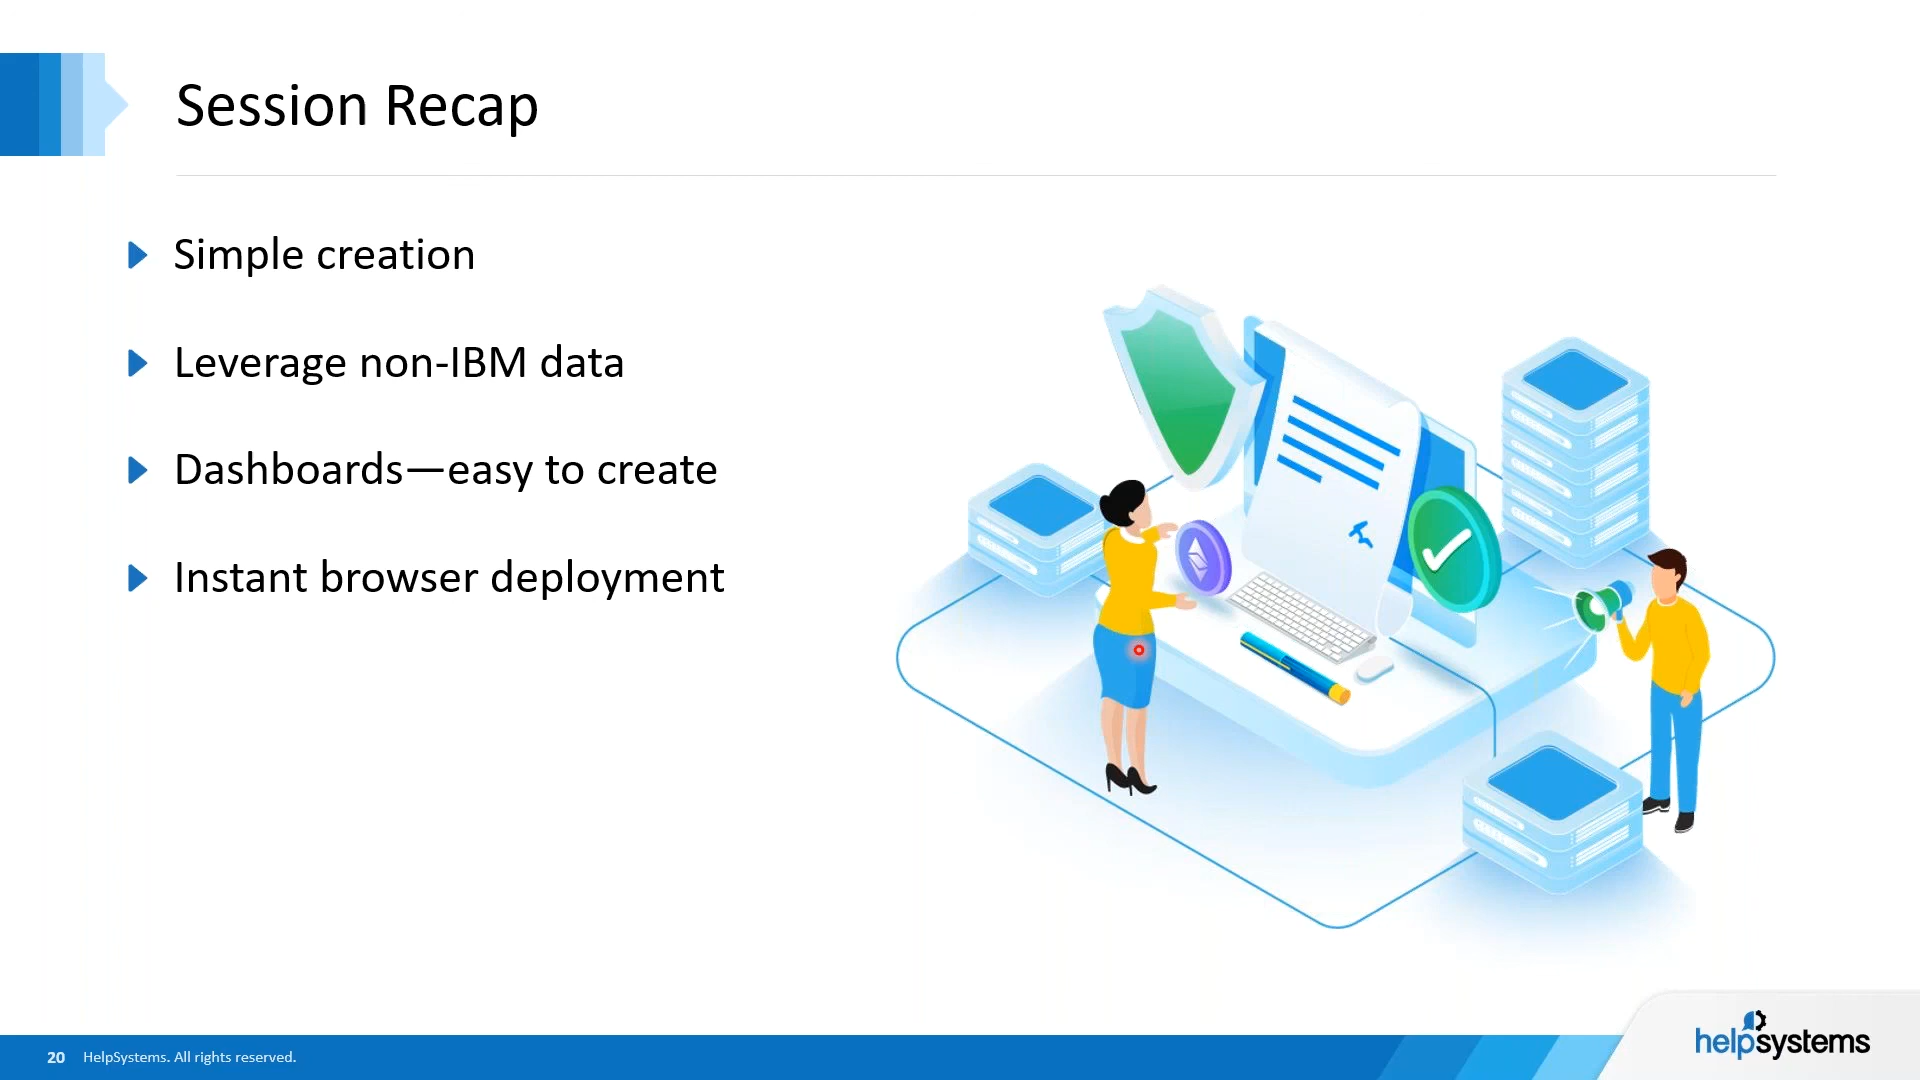 Session Recap
Simple creation
Leverage non-IBM data
Dashboards—easy to create
Instant browser deployment
20 HelpSystems. All rights reserved.
helpsystems